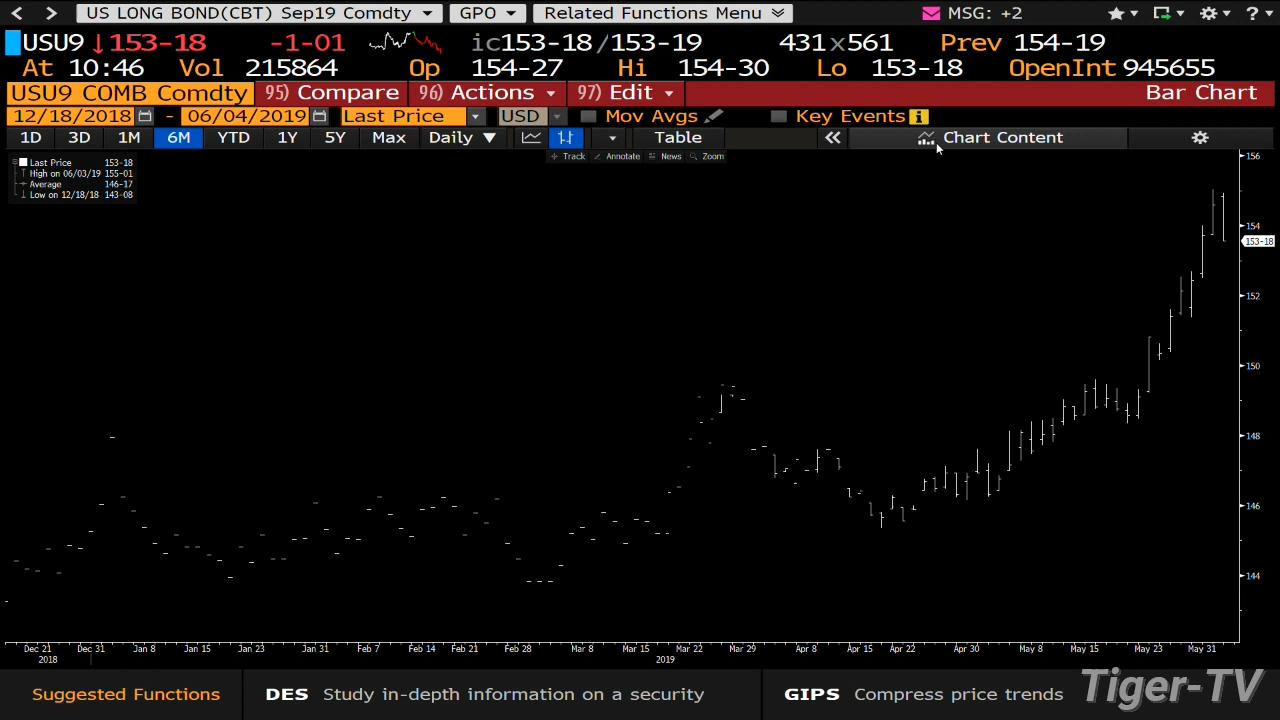 US LONG BOND(CBT) Sep19 Comdty GPO Related Functions Menu MSG: +2 ?
USU9 ↓153-18 -1-01 ic153-18/153-19 431x561 Prev 154-19
At 10:46 Vol 215864 Op 154-27 Hi 154-30 Lo 153-18 OpenInt 945655
USU9 COMB Comdty 95) Compare 96) Actions 97) Edit Bar Chart
12/18/2018 - 06/04/2019 Last Price USD Mov Avgs Key Events i
1D 3D 1M 6M YTD 1Y 5Y Max Daily ▼ Table « Chart Content
Track Annotate News Zoom
Last Price 153-18
High on 06/03/19 155-01
Average 146-17
Low on 12/18/18 143-08
156
154
153-18
152
150
148
146
144
Dec 21 Dec 31 Jan 8 Jan 15 Jan 23 Jan 31 Feb 7 Feb 14 Feb 21 Feb 28 Mar 8 Mar 15 Mar 22 Mar 29 Apr 8 Apr 15 Apr 22 Apr 30 May 8 May 15 May 23 May 31
2018 2019
Suggested Functions DES Study in-depth information on a security GIPS Compress price trends
Tiger-TV